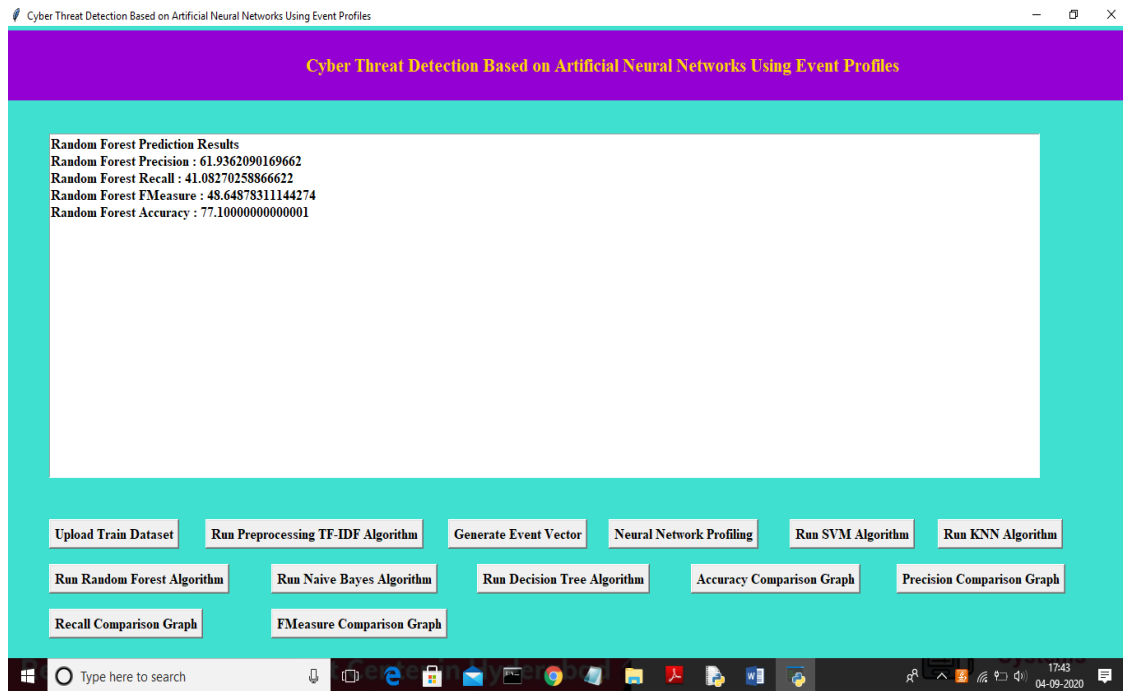 Cyber Threat Detection Based on Artificial Neural Networks Using Event Profiles
Cyber Threat Detection Based on Artificial Neural Networks Using Event Profiles
Random Forest Prediction Results
Random Forest Precision : 61.9362090169662
Random Forest Recall : 41.08270258866622
Random Forest FMeasure : 48.64878311144274
Random Forest Accuracy : 77.10000000000001
Upload Train Dataset
Run Preprocessing TF-IDF Algorithm
Generate Event Vector
Neural Network Profiling
Run SVM Algorithm
Run KNN Algorithm
Run Random Forest Algorithm
Run Naive Bayes Algorithm
Run Decision Tree Algorithm
Accuracy Comparison Graph
Precision Comparison Graph
Recall Comparison Graph
FMeasure Comparison Graph
Type here to search
17:43
04-09-2020